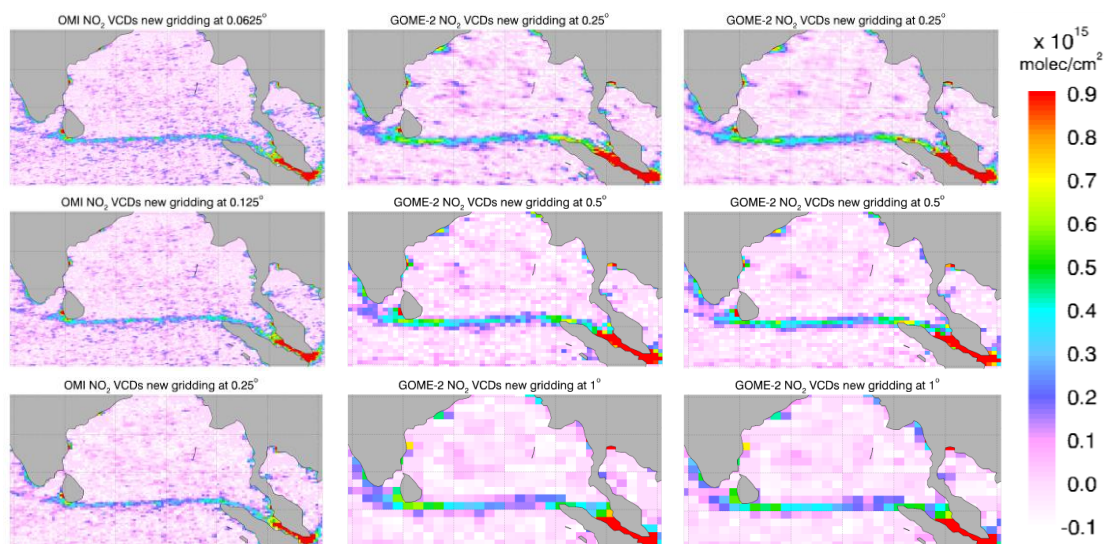 OMI NO₂ VCDs new gridding at 0.0625°
GOME-2 NO₂ VCDs new gridding at 0.25°
GOME-2 NO₂ VCDs new gridding at 0.25°
x 10¹⁵
molec/cm²
OMI NO₂ VCDs new gridding at 0.125°
GOME-2 NO₂ VCDs new gridding at 0.5°
GOME-2 NO₂ VCDs new gridding at 0.5°
OMI NO₂ VCDs new gridding at 0.25°
GOME-2 NO₂ VCDs new gridding at 1°
GOME-2 NO₂ VCDs new gridding at 1°
0.9
0.8
0.7
0.6
0.5
0.4
0.3
0.2
0.1
0.0
-0.1